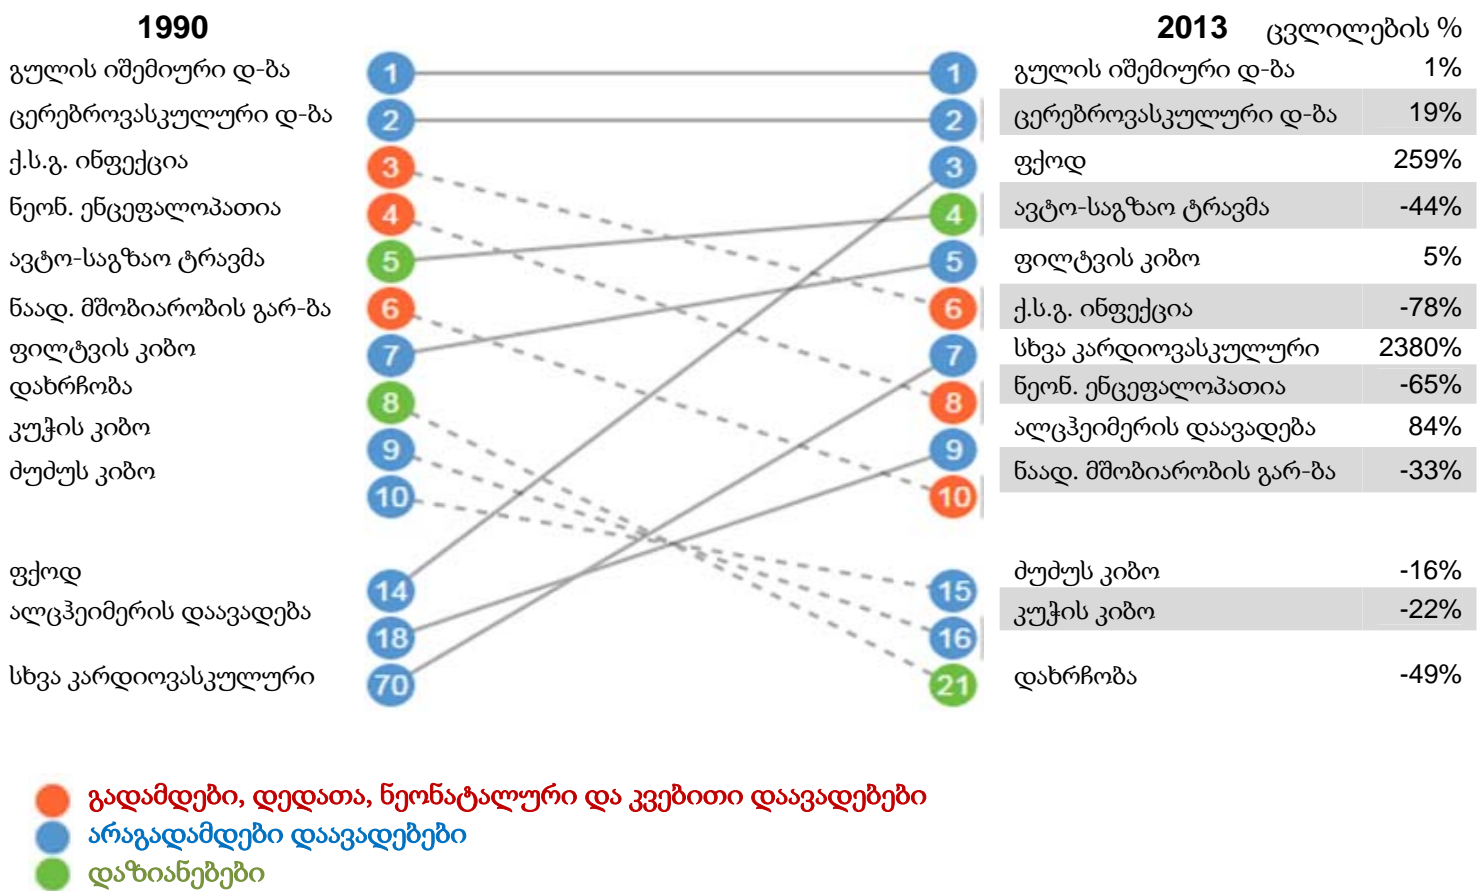 1990 2013 ცვლილების %
გულის იშემიური დ-ბა 1 1 გულის იშემიური დ-ბა 1%
ცერებროვასკულური დ-ბა 2 2 ცერებროვასკულური დ-ბა 19%
ქ.ს.გ. ინფექცია 3 3 ფქოდ 259%
ნეონ. ენცეფალოპათია 4 4 ავტო-საგზაო ტრავმა -44%
ავტო-საგზაო ტრავმა 5 5 ფილტვის კიბო 5%
ნაად. მშობიარობის გარ-ბა 6 6 ქ.ს.გ. ინფექცია -78%
ფილტვის კიბო 7 7 სხვა კარდიოვასკულური 2380%
დახრჩობა 8 8 ნეონ. ენცეფალოპათია -65%
კუჭის კიბო 9 9 ალცჰეიმერის დაავადება 84%
ძუძუს კიბო 10 10 ნაად. მშობიარობის გარ-ბა -33%
ფქოდ 14 15 ძუძუს კიბო -16%
ალცჰეიმერის დაავადება 18 16 კუჭის კიბო -22%
სხვა კარდიოვასკულური 70 21 დახრჩობა -49%
გადამდები, დედათა, ნეონატალური და კვებითი დაავადებები
არაგადამდები დაავადებები
დაზიანებები